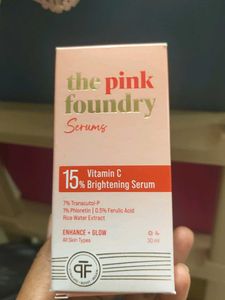 the pink
foundry
Serums
15% Vitamin C
Brightening Serum
7% Transcutol-P
1% Phloretin | 0.5% Ferulic Acid
Rice Water Extract
ENHANCE + GLOW
All Skin Types
30 ml